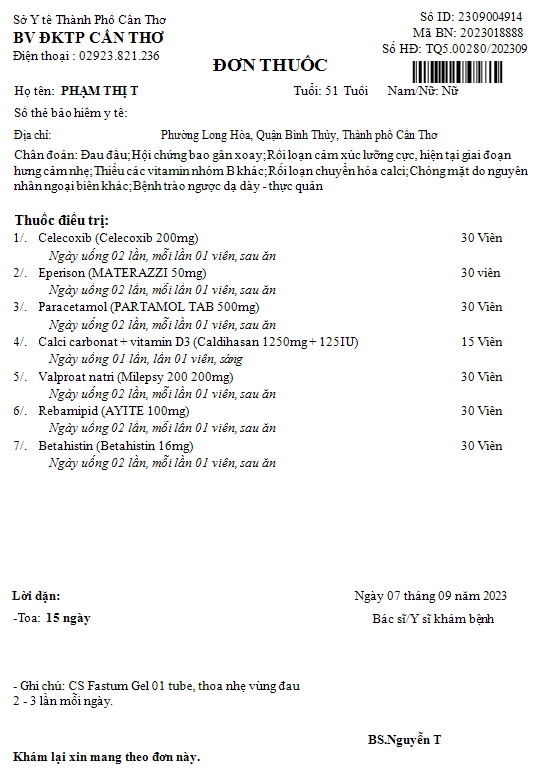 Sở Y tế Thành Phố Cần Thơ
BV ĐKTP CẦN THƠ
Điện thoại : 02923.821.236
Số ID: 2309004914
Mã BN: 2023018888
Số HĐ: TQ5.00280/202309
ĐƠN THUỐC
Họ tên: PHẠM THỊ T Tuổi: 51 Tuổi Nam/Nữ: Nữ
Số thẻ bảo hiểm y tế:
Địa chỉ: Phường Long Hòa, Quận Bình Thủy, Thành phố Cần Thơ
Chẩn đoán: Đau đầu; Hội chứng bao gân xoay; Rối loạn cảm xúc lưỡng cực, hiện tại giai đoạn
hưng cảm nhẹ; Thiếu các vitamin nhóm B khác; Rối loạn chuyển hóa calci; Chóng mặt do nguyên
nhân ngoại biên khác; Bệnh trào ngược dạ dày - thực quản
Thuốc điều trị:
1/. Celecoxib (Celecoxib 200mg) 30 Viên
Ngày uống 02 lần, mỗi lần 01 viên, sau ăn
2/. Eperison (MATERAZZI 50mg) 30 viên
Ngày uống 02 lần, mỗi lần 01 viên, sau ăn
3/. Paracetamol (PARTAMOL TAB 500mg) 30 Viên
Ngày uống 02 lần, mỗi lần 01 viên, sau ăn
4/. Calci carbonat + vitamin D3 (Caldihasan 1250mg + 125IU) 15 Viên
Ngày uống 01 lần, lần 01 viên, sáng
5/. Valproat natri (Milepsy 200 200mg) 30 Viên
Ngày uống 02 lần, mỗi lần 01 viên, sau ăn
6/. Rebamipid (AYITE 100mg) 30 Viên
Ngày uống 02 lần, mỗi lần 01 viên, sau ăn
7/. Betahistin (Betahistin 16mg) 30 Viên
Ngày uống 02 lần, mỗi lần 01 viên, sau ăn
Lời dặn: Ngày 07 tháng 09 năm 2023
-Toa: 15 ngày Bác sĩ/Y sĩ khám bệnh
- Ghi chú: CS Fastum Gel 01 tube, thoa nhẹ vùng đau
2 - 3 lần mỗi ngày.
BS.Nguyễn T
Khám lại xin mang theo đơn này.